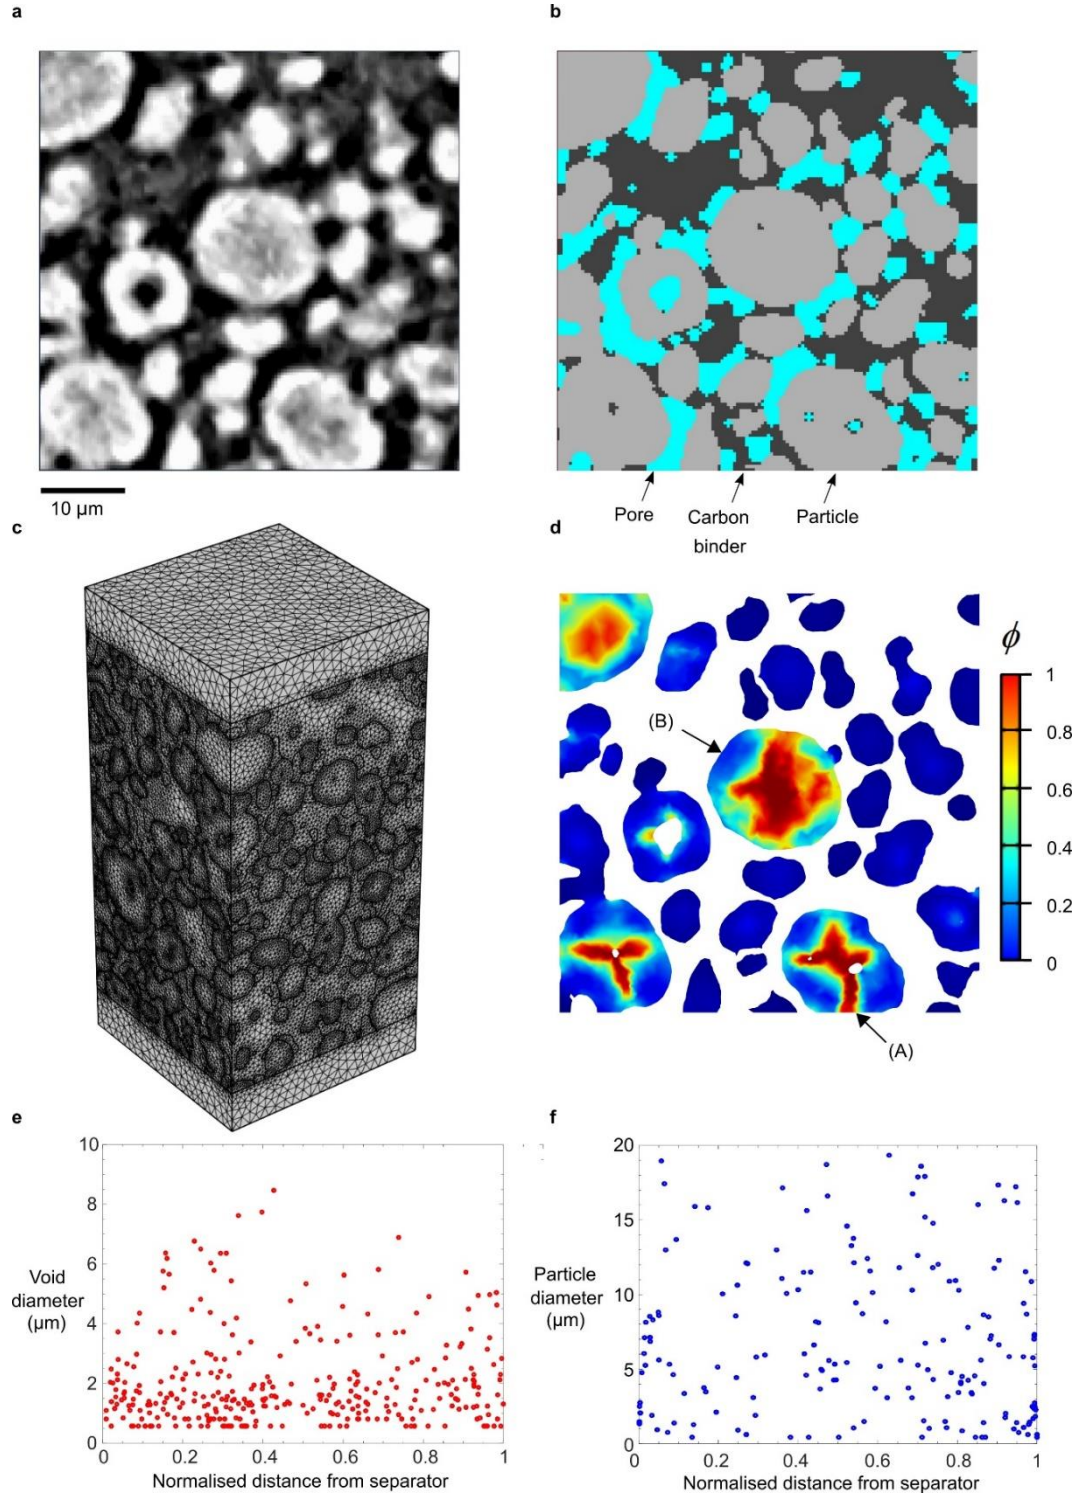 a
b
10 μm
Pore
Carbon
binder
Particle
c
d
ϕ
1
0.8
0.6
0.4
0.2
0
(B)
(A)
e
f
10
8
6
4
2
0
Void
diameter
(μm)
0 0.2 0.4 0.6 0.8 1
Normalised distance from separator
20
15
10
5
0
Particle
diameter
(μm)
0 0.2 0.4 0.6 0.8 1
Normalised distance from separator